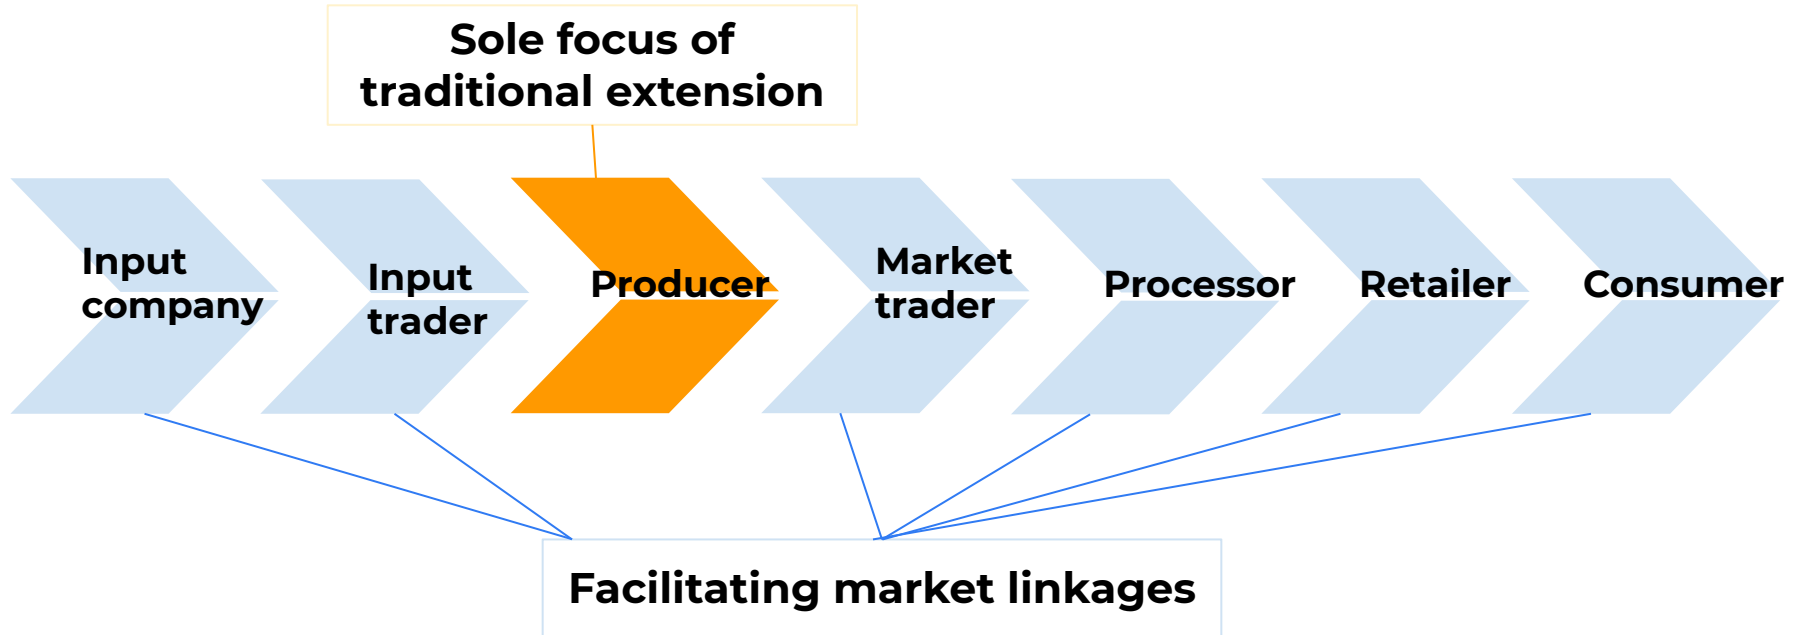 Sole focus of
traditional extension
Input
company
Input
trader
Producer
Market
trader
Processor
Retailer
Consumer
Facilitating market linkages